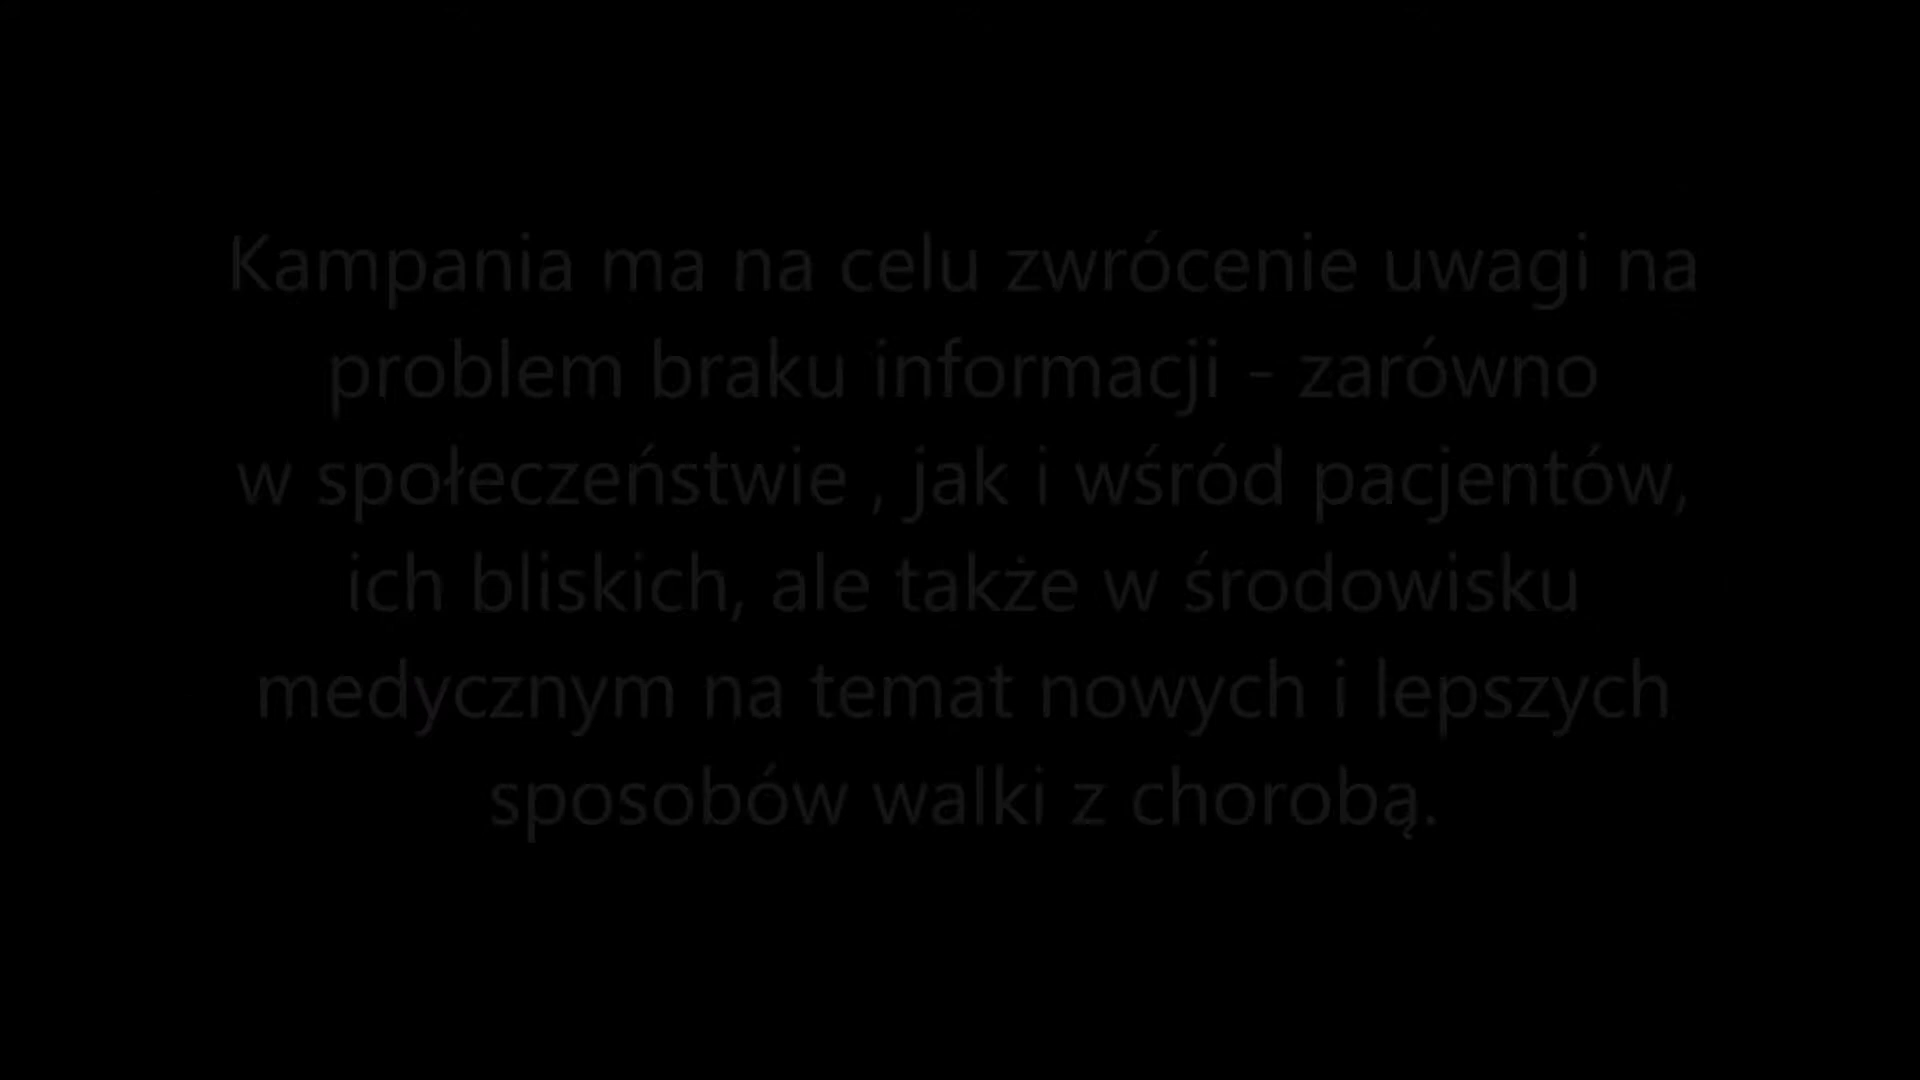 Kampania ma na celu zwrócenie uwagi na
problem braku informacji - zarówno
w społeczeństwie , jak i wśród pacjentów,
ich bliskich, ale także w środowisku
medycznym na temat nowych i lepszych
sposobów walki z chorobą.